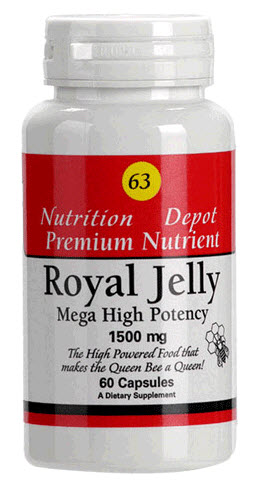 63
Nutrition Depot
Premium Nutrient
Royal Jelly
Mega High Potency
1500 mg
The High Powered Food that
makes the Queen Bee a Queen!
60 Capsules
A Dietary Supplement